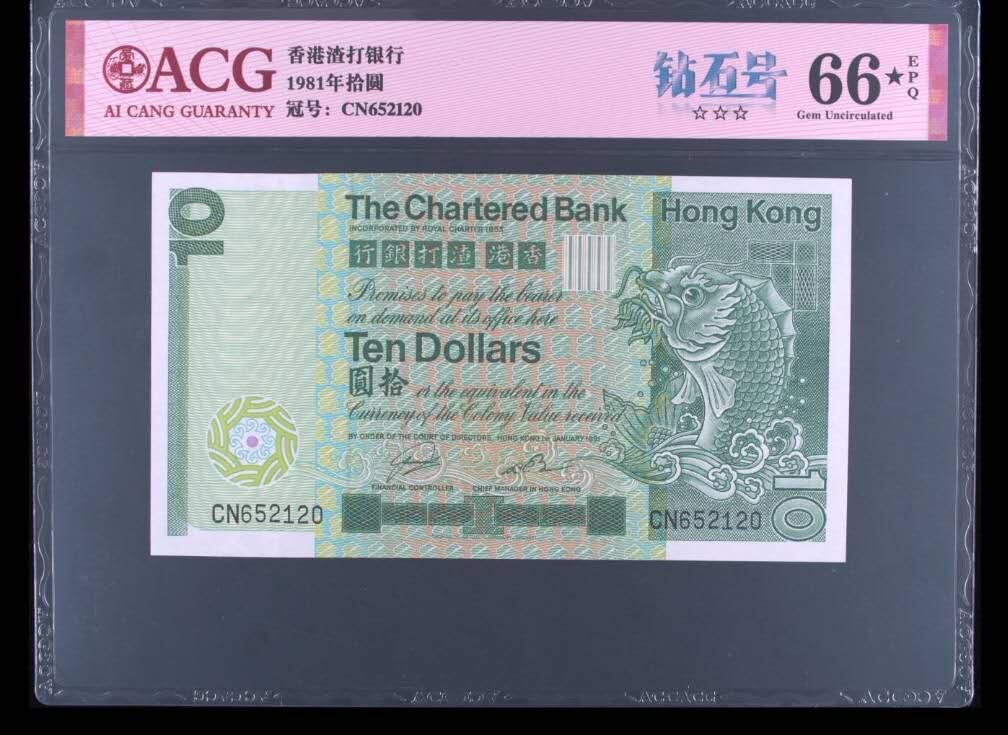 ACG
AI CANG GUARANTY
香港渣打银行
1981年拾圆
冠号: CN652120
钻石号
☆☆☆
66★
EPQ
Gem Uncirculated
10
The Chartered Bank
Hong Kong
INCORPORATED BY ROYAL CHARTER 1853
行銀打渣港香
Promises to pay the bearer
on demand at its office here
Ten Dollars
圓拾 or the equivalent in the
Currency of the Colony Value received
BY ORDER OF THE COURT OF DIRECTORS, HONG KONG 1st JANUARY 1981
FINANCIAL CONTROLLER
CHIEF MANAGER IN HONG KONG
CN652120
CN652120
10